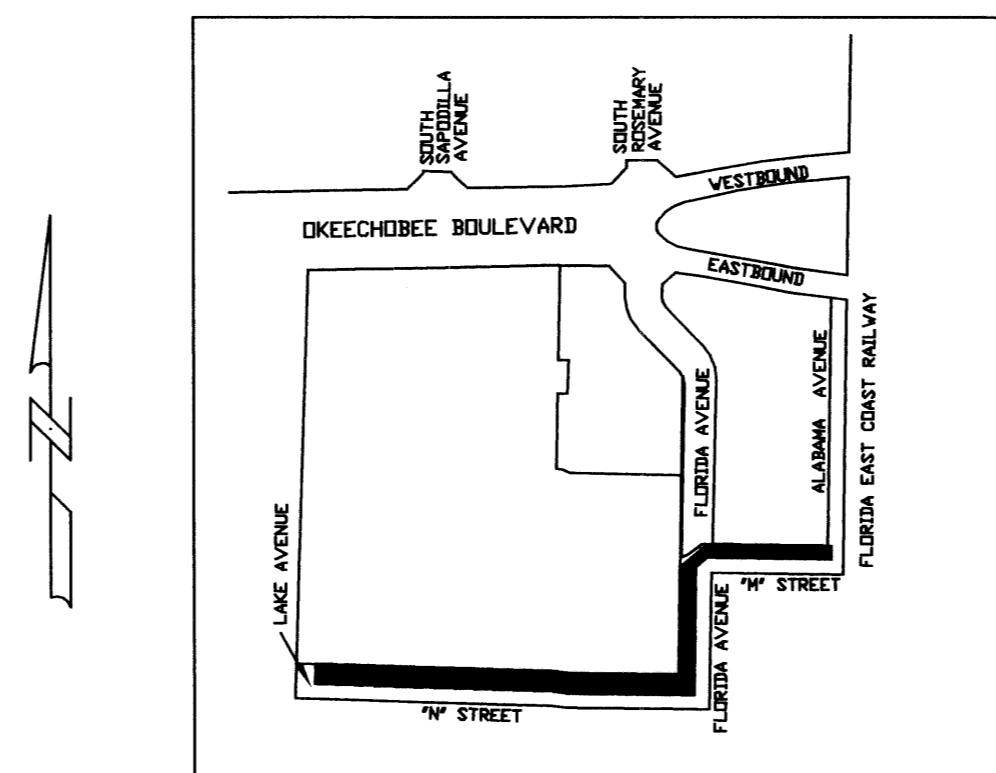 SOUTH
SAPODILLA
AVENUE
SOUTH
ROSEMARY
AVENUE
WESTBOUND
OKEECHOBEE BOULEVARD
EASTBOUND
N
FLORIDA AVENUE
ALABAMA AVENUE
FLORIDA EAST COAST RAILWAY
LAKE AVENUE
"M" STREET
FLORIDA AVENUE
"N" STREET